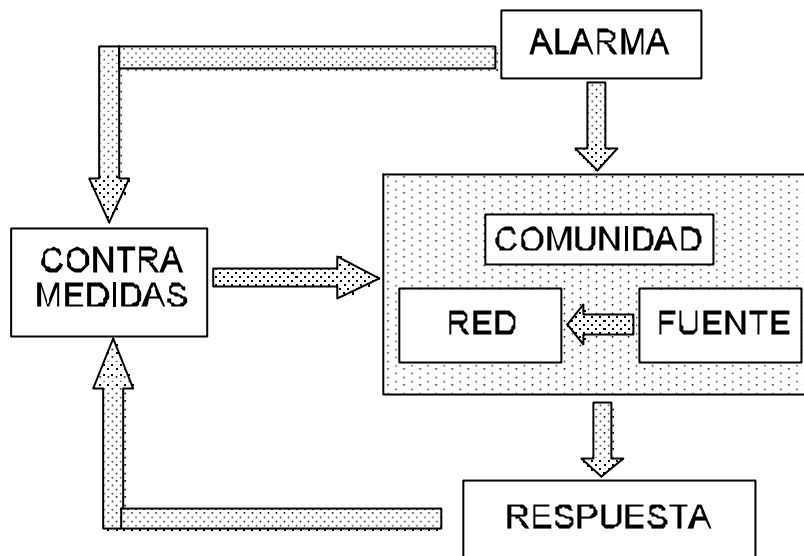 ALARMA
COMUNIDAD
CONTRA
MEDIDAS
RED
FUENTE
RESPUESTA